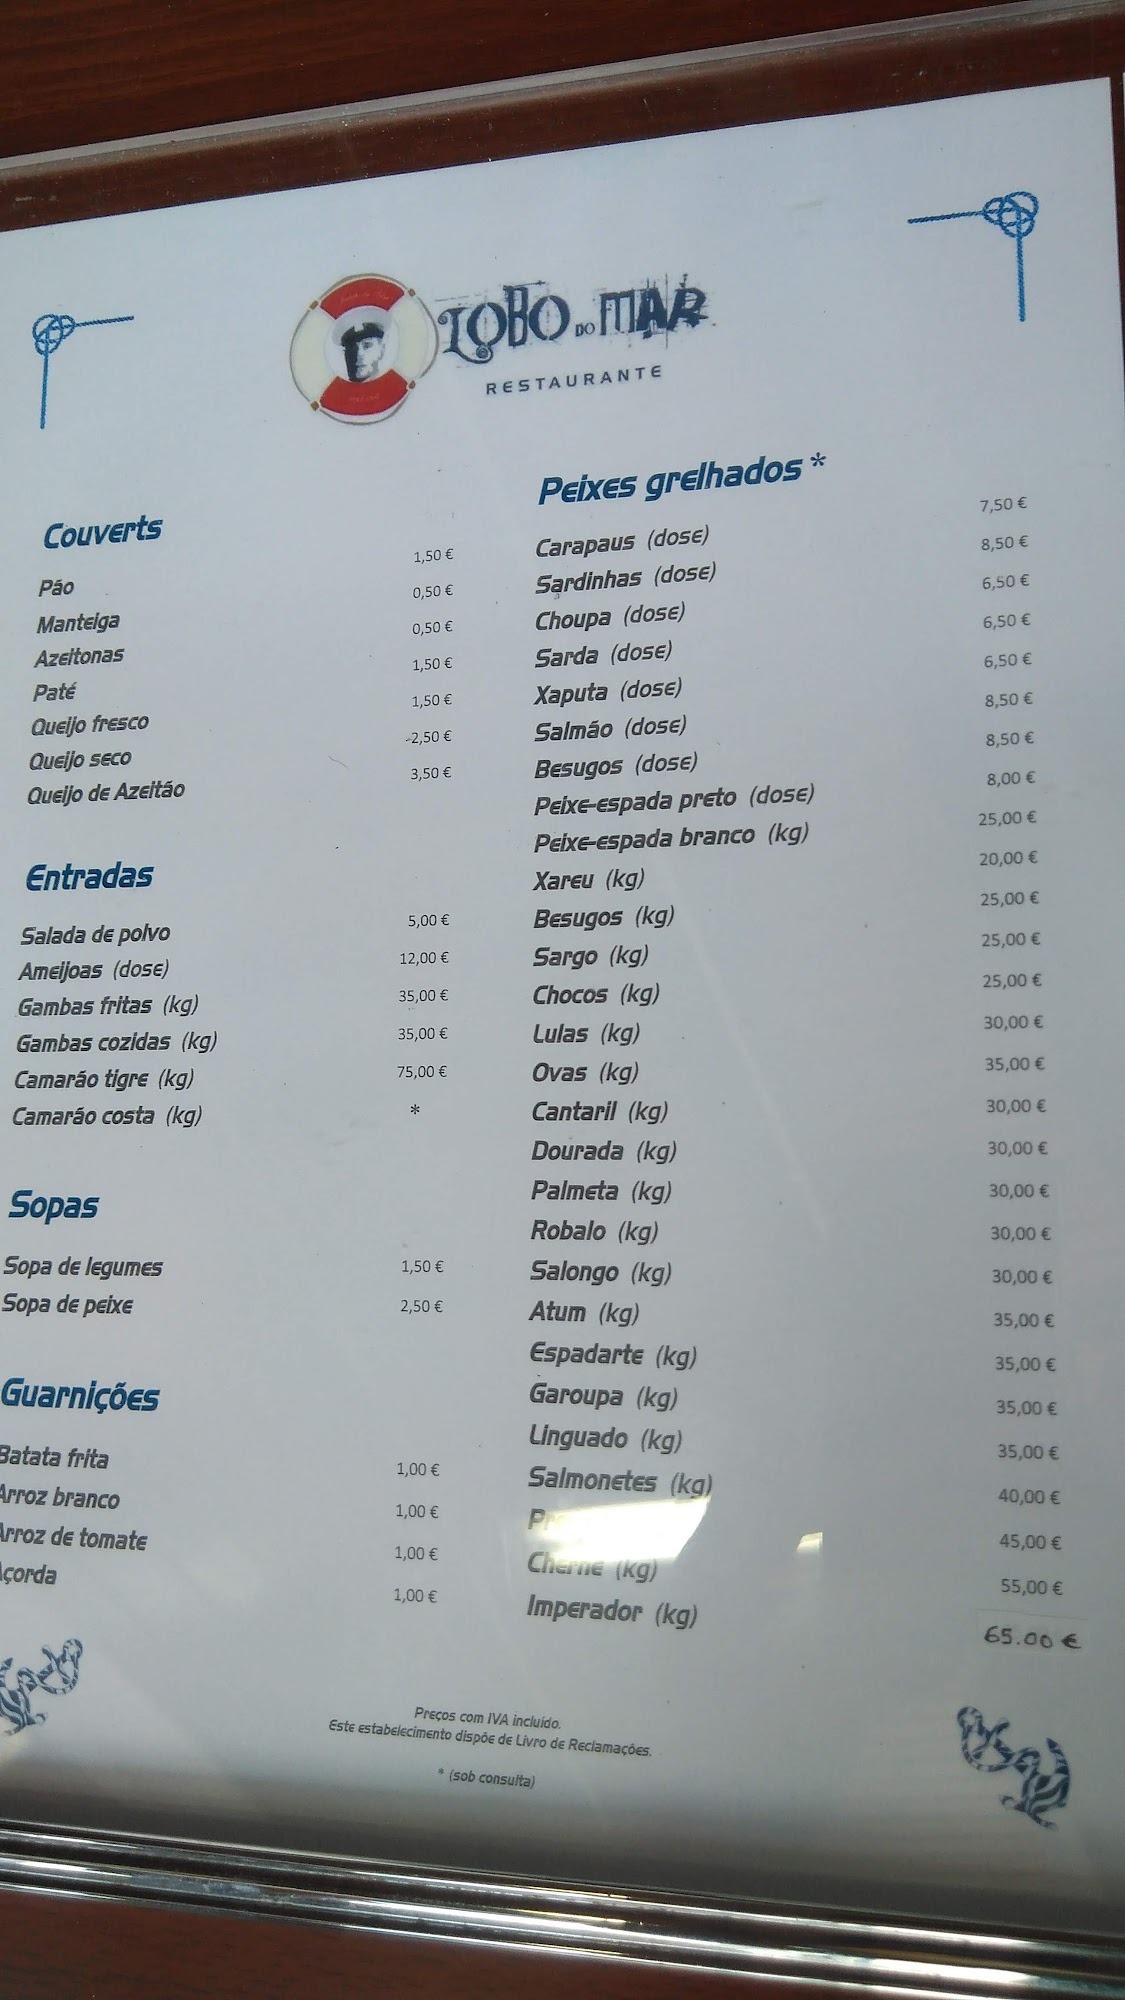 LOBO DO MAR
RESTAURANTE
Couverts
Pão 1,50 €
Manteiga 0,50 €
Azeitonas 0,50 €
Paté 1,50 €
Queijo fresco 1,50 €
Queijo seco 2,50 €
Queijo de Azeitão 3,50 €
Entradas
Salada de polvo 5,00 €
Ameijoas (dose) 12,00 €
Gambas fritas (kg) 35,00 €
Gambas cozidas (kg) 35,00 €
Camarão tigre (kg) 75,00 €
Camarão costa (kg) *
Sopas
Sopa de legumes 1,50 €
Sopa de peixe 2,50 €
Guarnições
Batata frita 1,00 €
Arroz branco 1,00 €
Arroz de tomate 1,00 €
Açorda 1,00 €
Peixes grelhados *
Carapaus (dose) 7,50 €
Sardinhas (dose) 8,50 €
Choupa (dose) 6,50 €
Sarda (dose) 6,50 €
Xaputa (dose) 6,50 €
Salmão (dose) 8,50 €
Besugos (dose) 8,50 €
Peixe-espada preto (dose) 8,00 €
Peixe-espada branco (kg) 25,00 €
Xareu (kg) 20,00 €
Besugos (kg) 25,00 €
Sargo (kg) 25,00 €
Chocos (kg) 25,00 €
Lulas (kg) 30,00 €
Ovas (kg) 35,00 €
Cantaril (kg) 30,00 €
Dourada (kg) 30,00 €
Palmeta (kg) 30,00 €
Robalo (kg) 30,00 €
Salongo (kg) 30,00 €
Atum (kg) 35,00 €
Espadarte (kg) 35,00 €
Garoupa (kg) 35,00 €
Linguado (kg) 35,00 €
Salmonetes (kg) 40,00 €
45,00 €
Cherne (kg) 55,00 €
Imperador (kg) 65.00 €
Preços com IVA incluído.
Este estabelecimento dispõe de Livro de Reclamações.
* (sob consulta)